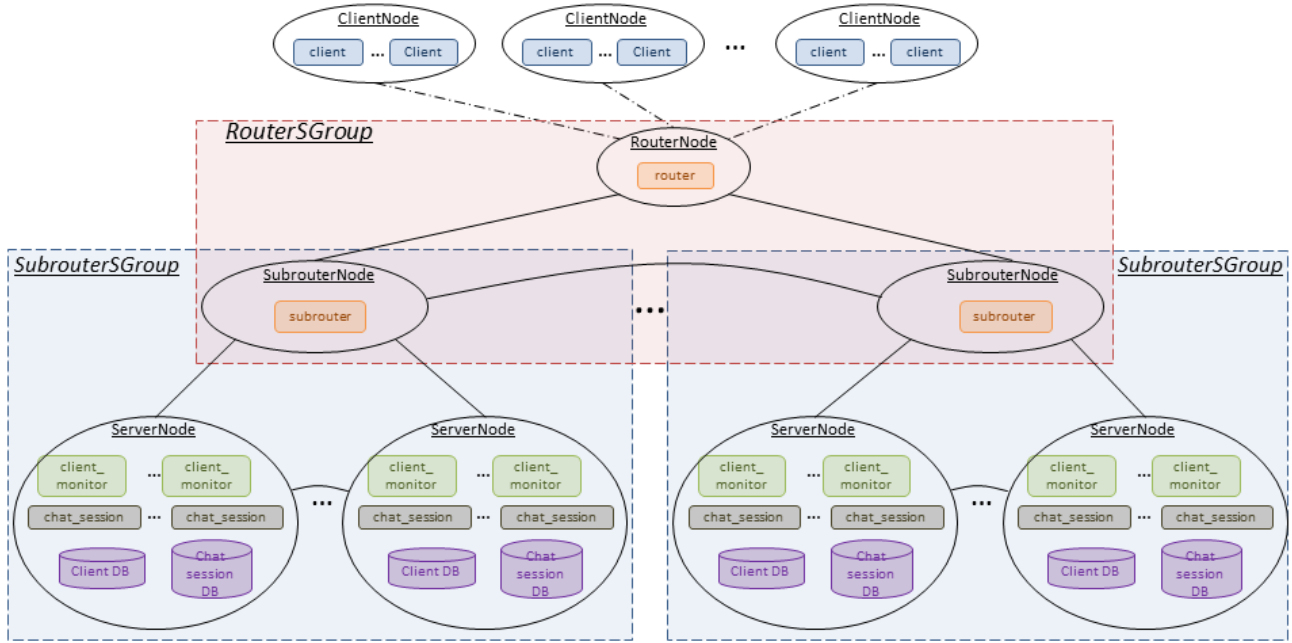 ClientNode
client ... Client
ClientNode
client ... Client
...
ClientNode
client ... client
RouterSGroup
RouterNode
router
SubrouterSGroup
SubrouterNode
subrouter
...
SubrouterNode
subrouter
SubrouterSGroup
ServerNode
client_
monitor
...
client_
monitor
chat_session ... chat_session
Client DB
Chat
session
DB
...
ServerNode
client_
monitor
...
client_
monitor
chat_session ... chat_session
Client DB
Chat
session
DB
ServerNode
client_
monitor
...
client_
monitor
chat_session ... chat_session
Client DB
Chat
session
DB
...
ServerNode
client_
monitor
...
client_
monitor
chat_session ... chat_session
Client DB
Chat
session
DB